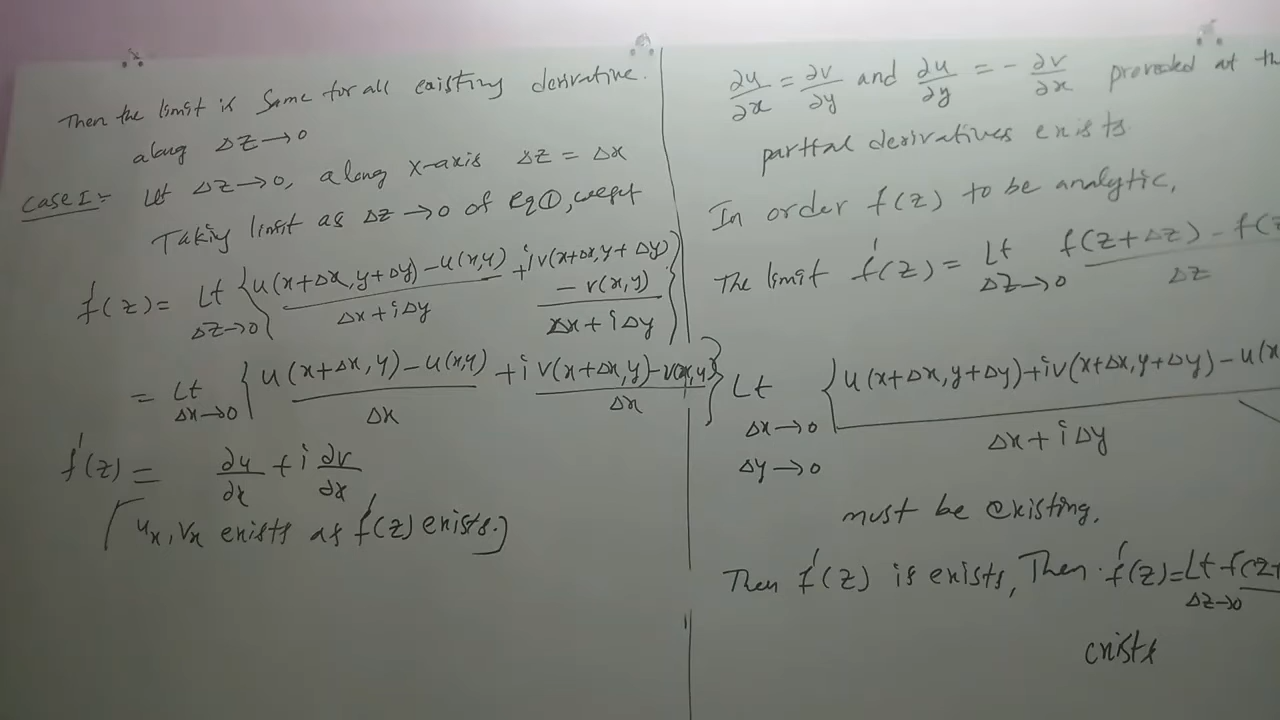 Then the limit is same for all existing derivative.
along Δz→0
Case I:- Let Δz→0, along x-axis Δz = Δx
Taking limit as Δz→0 of eq①, we get
f'(z) = Lt Δz→0 { u(x+Δx, y+Δy) - u(x,y) / Δx+iΔy + i v(x+Δx, y+Δy) - v(x,y) / Δx+iΔy }
= Lt Δx→0 { u(x+Δx, y) - u(x,y) / Δx + i v(x+Δx, y) - v(x,y) / Δx }
f'(z) = ∂u/∂x + i ∂v/∂x
[ux, vx exists as f'(z) exists.]
∂u/∂x = ∂v/∂y and ∂u/∂y = - ∂v/∂x provided at th
partial derivatives exists
In order f(z) to be analytic,
The limit f'(z) = Lt Δz→0 f(z+Δz) - f(z / Δz
Lt Δx→0 Δy→0 { u(x+Δx, y+Δy) + iv(x+Δx, y+Δy) - u(x / Δx+iΔy
must be existing.
Then f'(z) is exists, Then f'(z) = Lt Δz→0 f(z+
exists